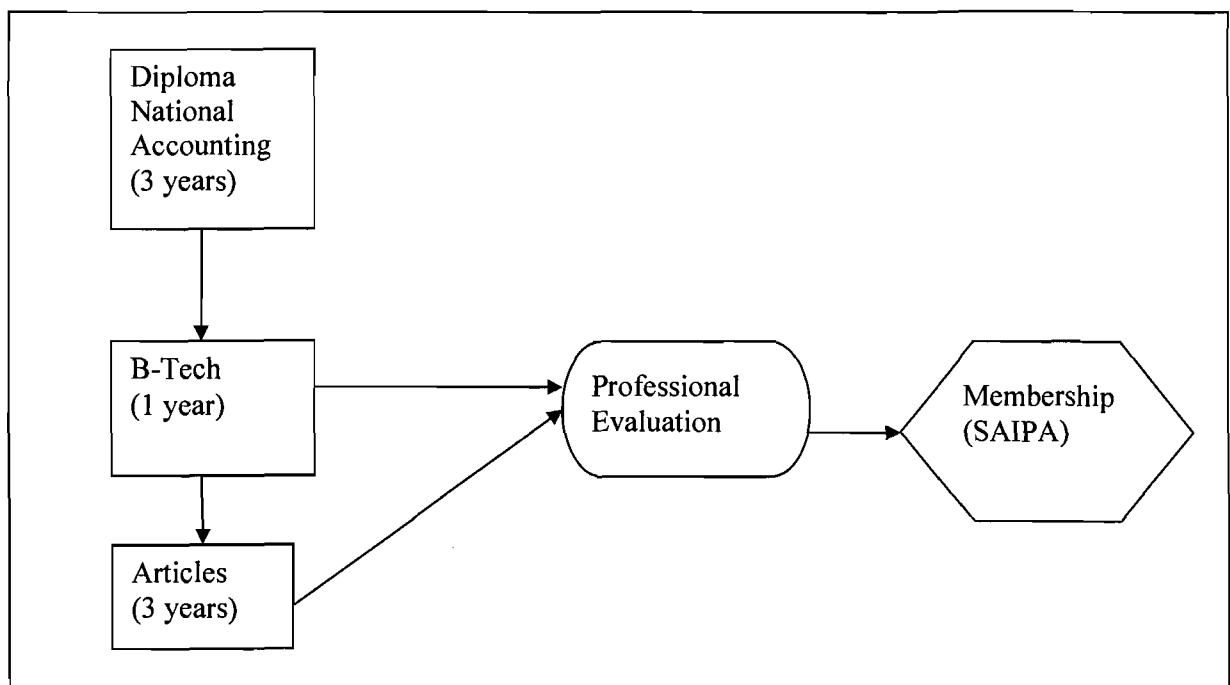 Diploma
National
Accounting
(3 years)
B-Tech
(1 year)
Articles
(3 years)
Professional
Evaluation
Membership
(SAIPA)